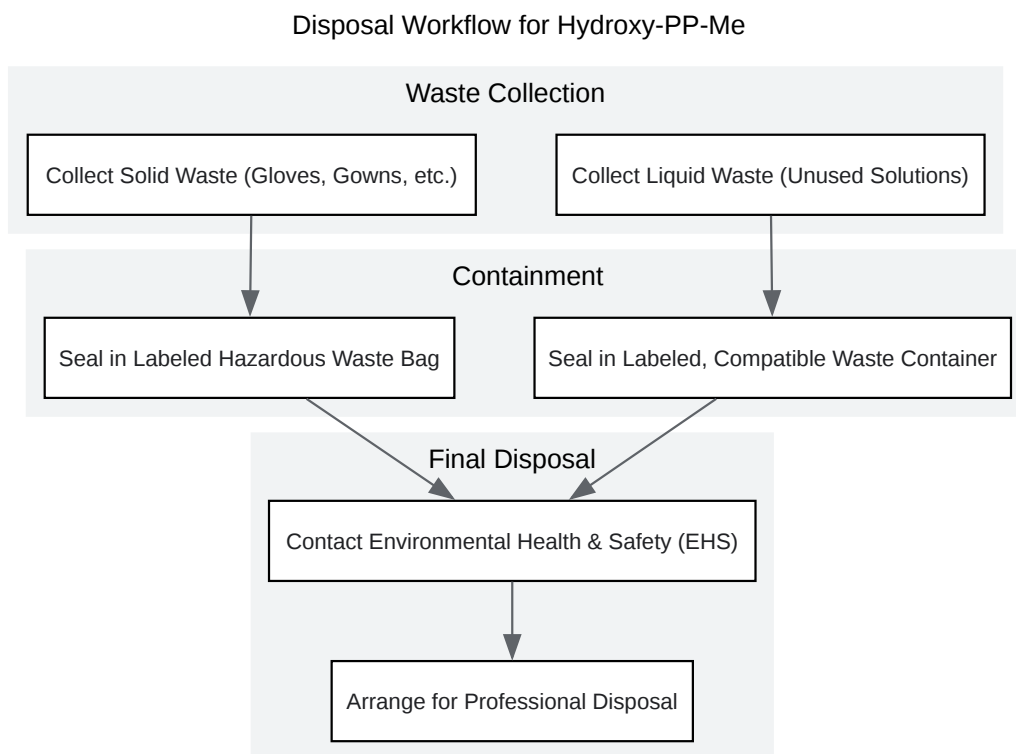 Disposal Workflow for Hydroxy-PP-Me
Waste Collection
Collect Solid Waste (Gloves, Gowns, etc.)
Collect Liquid Waste (Unused Solutions)
Containment
Seal in Labeled Hazardous Waste Bag
Seal in Labeled, Compatible Waste Container
Final Disposal
Contact Environmental Health & Safety (EHS)
Arrange for Professional Disposal